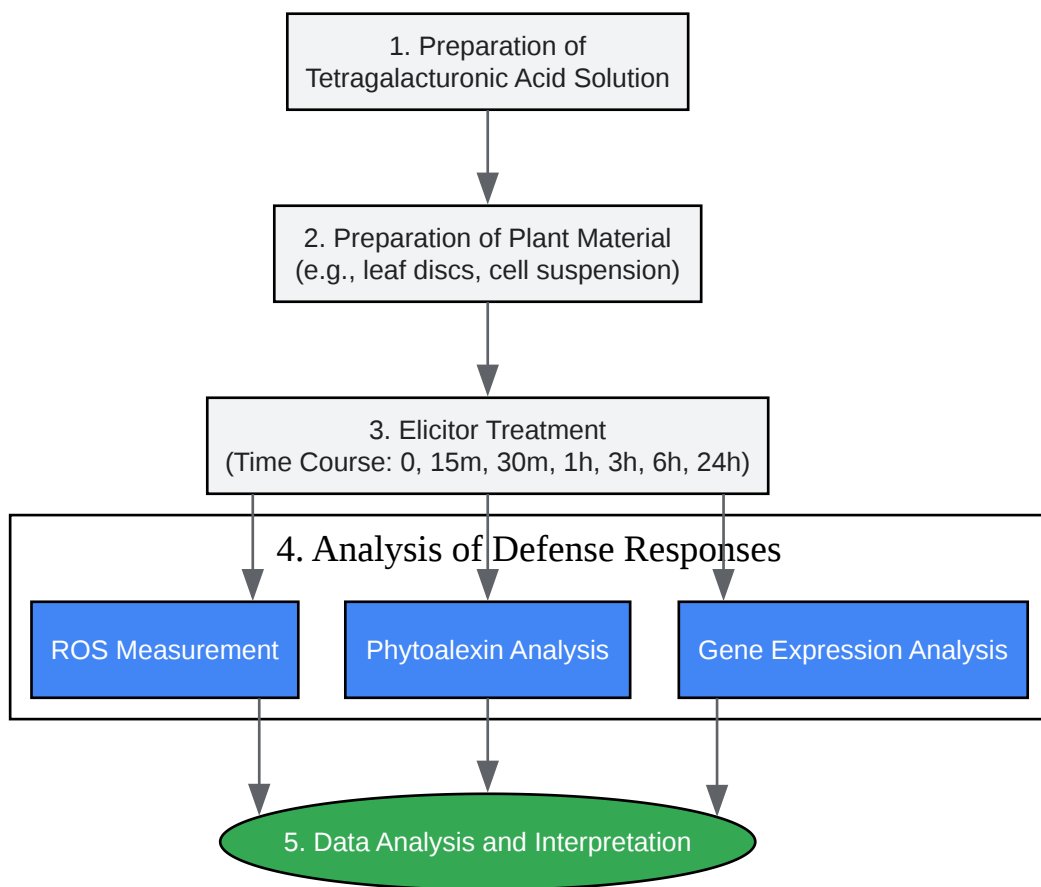 1. Preparation of
Tetragalacturonic Acid Solution
2. Preparation of Plant Material
(e.g., leaf discs, cell suspension)
3. Elicitor Treatment
(Time Course: 0, 15m, 30m, 1h, 3h, 6h, 24h)
4. Analysis of Defense Responses
ROS Measurement
Phytoalexin Analysis
Gene Expression Analysis
5. Data Analysis and Interpretation